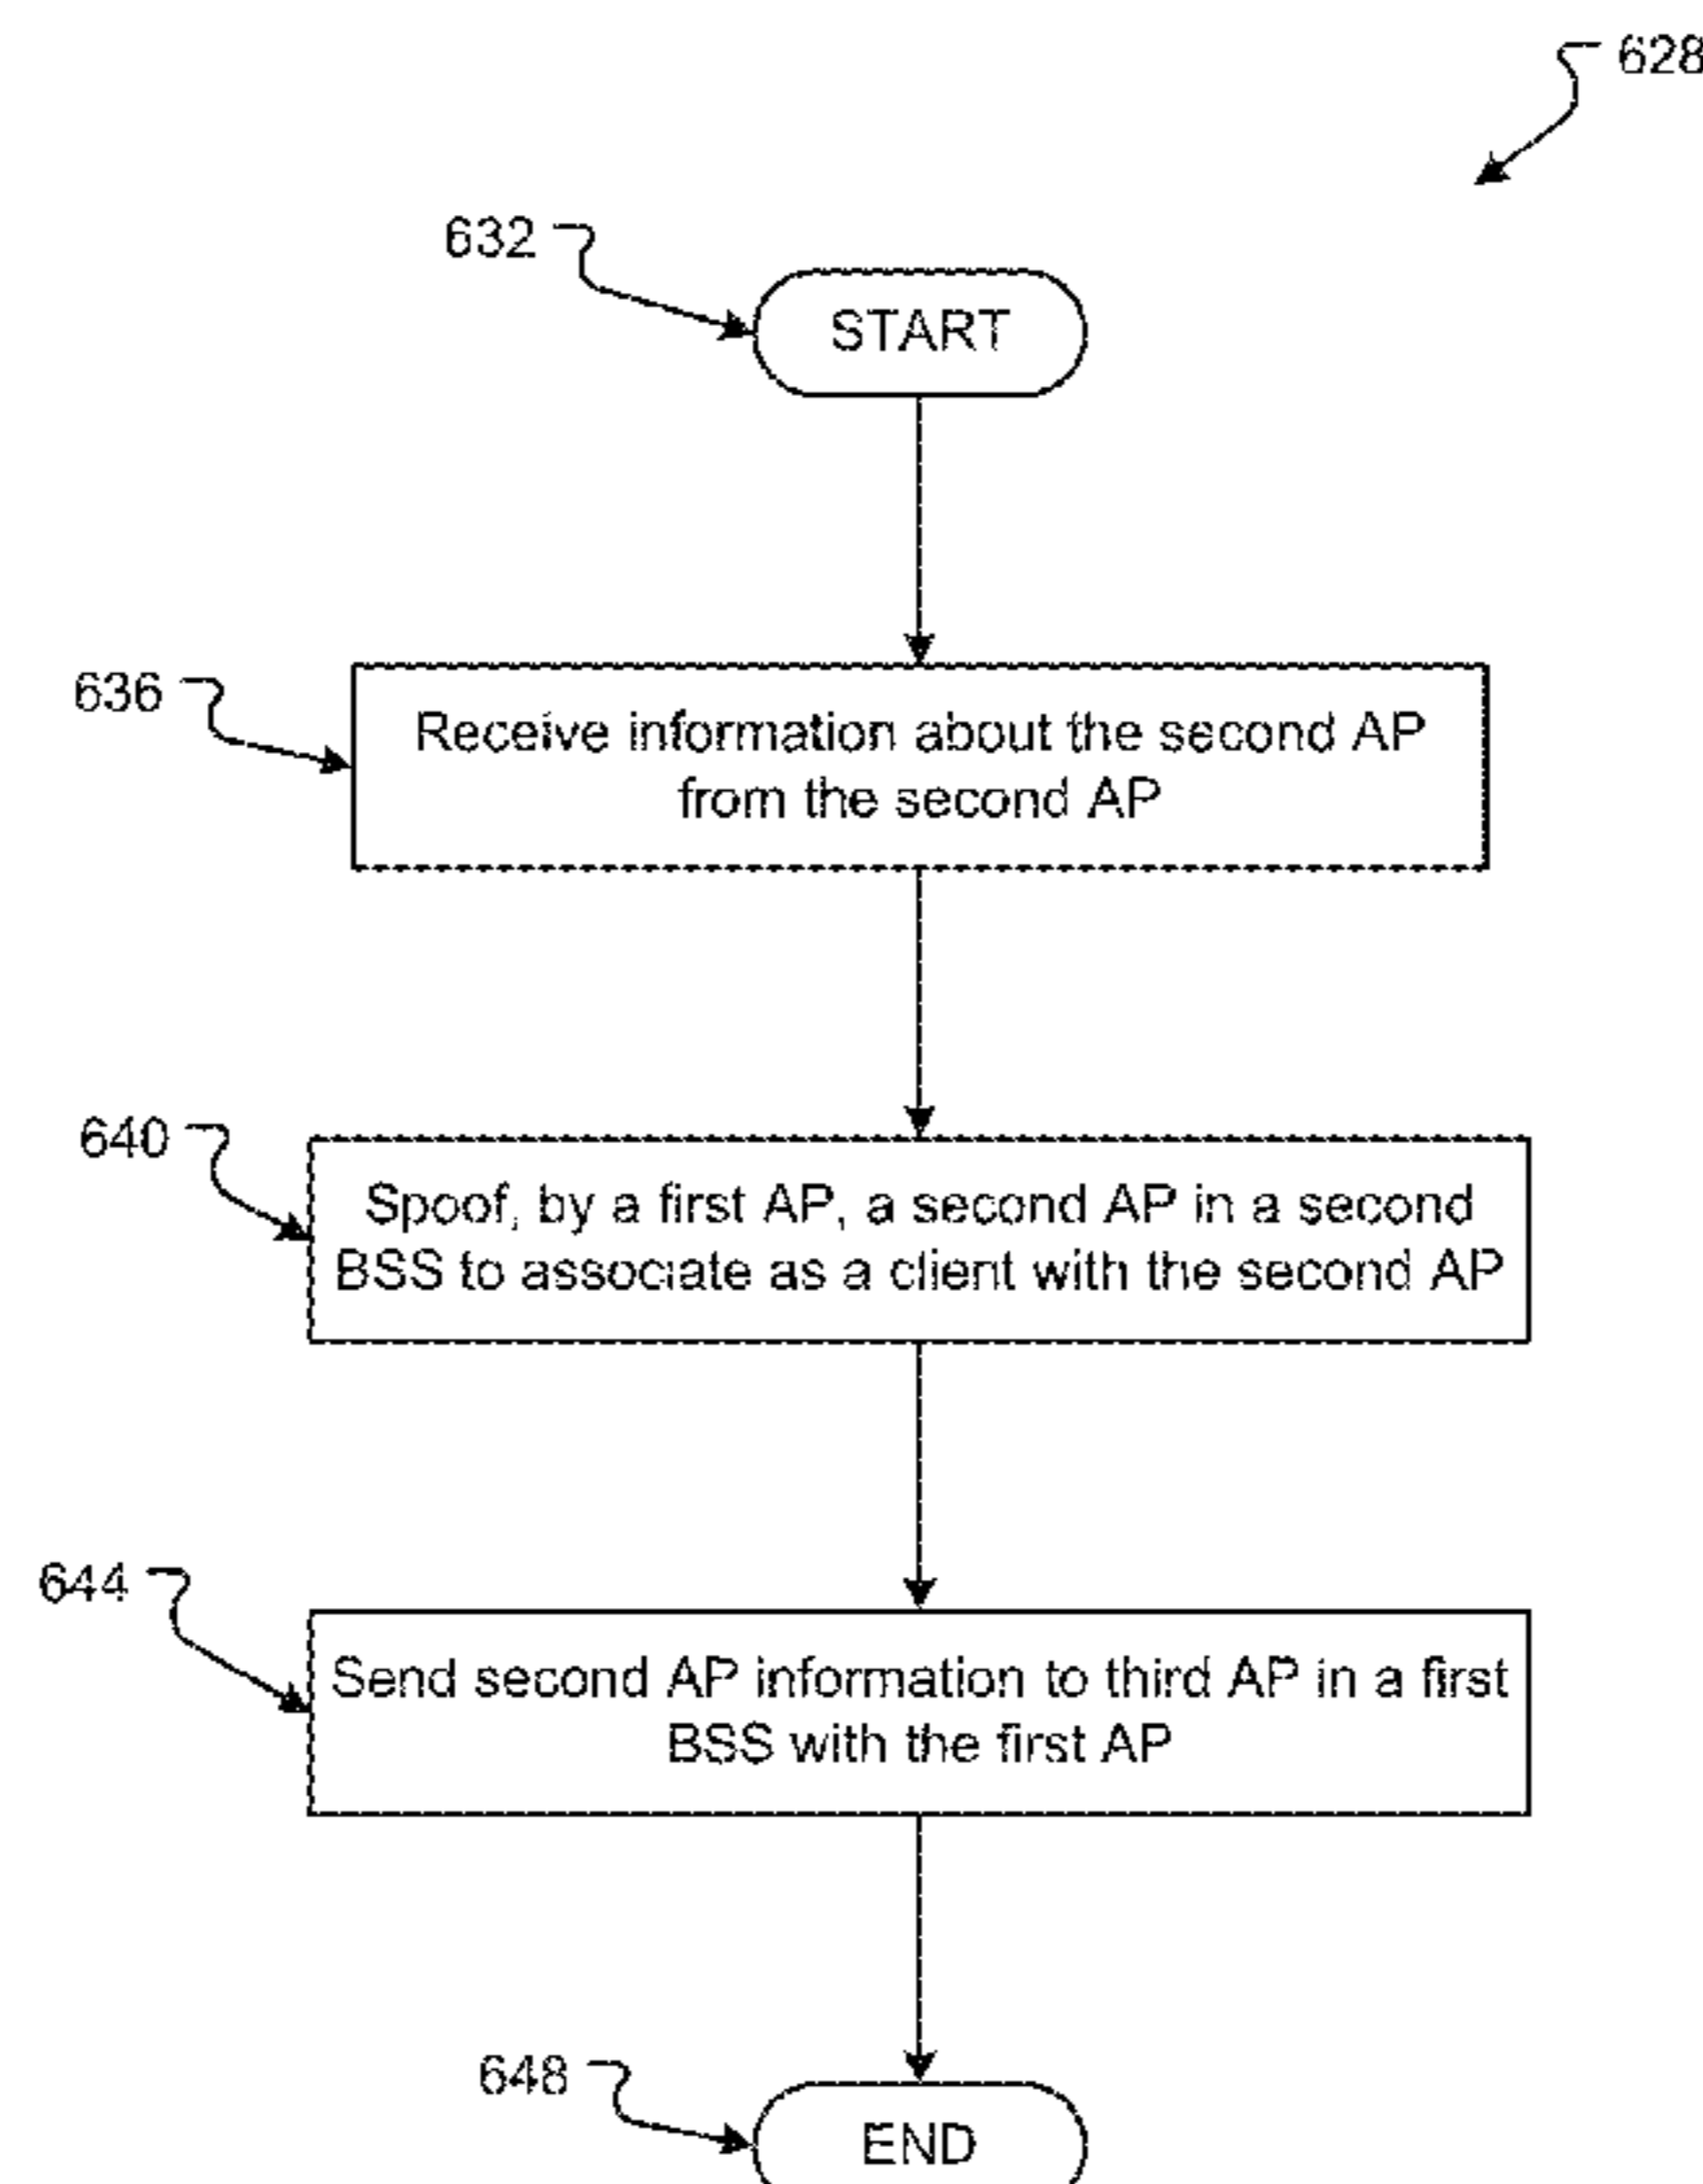 628
632
START
636
Receive information about the second AP
from the second AP
640
Spoof, by a first AP, a second AP in a second
BSS to associate as a client with the second AP
644
Send second AP information to third AP in a first
BSS with the first AP
648
END